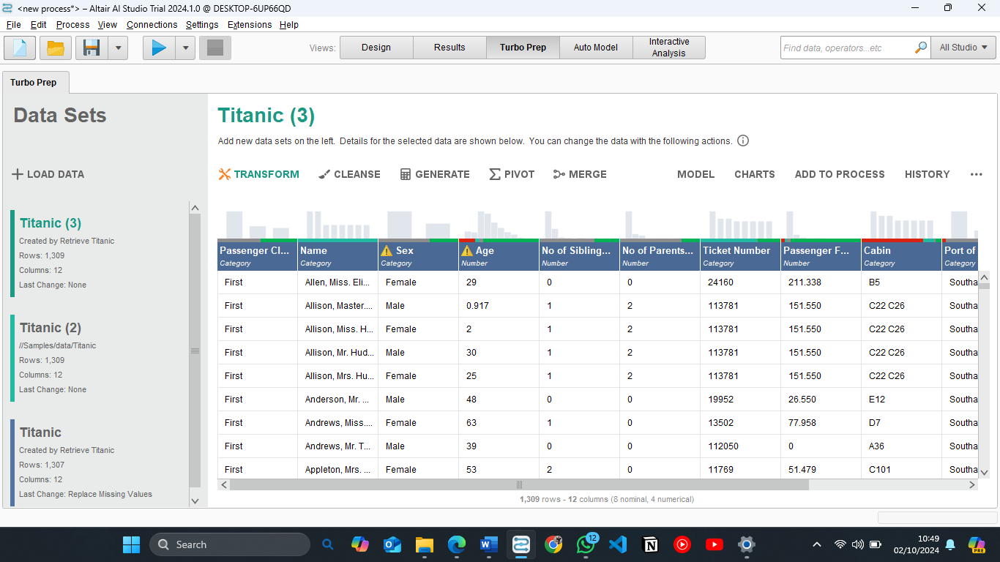 <new process*> – Altair AI Studio Trial 2024.1.0 @ DESKTOP-6UP66QD
File Edit Process View Connections Settings Extensions Help
Views: Design Results Turbo Prep Auto Model Interactive Analysis Find data, operators...etc All Studio
Turbo Prep
Data Sets
LOAD DATA
Titanic (3)
Created by Retrieve Titanic
Rows: 1,309
Columns: 12
Last Change: None
Titanic (2)
//Samples/data/Titanic
Rows: 1,309
Columns: 12
Last Change: None
Titanic
Created by Retrieve Titanic
Rows: 1,307
Columns: 12
Last Change: Replace Missing Values
Titanic (3)
Add new data sets on the left. Details for the selected data are shown below. You can change the data with the following actions.
TRANSFORM CLEANSE GENERATE PIVOT MERGE MODEL CHARTS ADD TO PROCESS HISTORY
Passenger Cl... Name Sex Age No of Sibling... No of Parents... Ticket Number Passenger F... Cabin Port of
Category Category Category Number Number Number Category Number Category Category
First Allen, Miss. Eli... Female 29 0 0 24160 211.338 B5 Southa
First Allison, Master.... Male 0.917 1 2 113781 151.550 C22 C26 Southa
First Allison, Miss. H... Female 2 1 2 113781 151.550 C22 C26 Southa
First Allison, Mr. Hud... Male 30 1 2 113781 151.550 C22 C26 Southa
First Allison, Mrs. Hu... Female 25 1 2 113781 151.550 C22 C26 Southa
First Anderson, Mr. ... Male 48 0 0 19952 26.550 E12 Southa
First Andrews, Miss.... Female 63 1 0 13502 77.958 D7 Southa
First Andrews, Mr. T... Male 39 0 0 112050 0 A36 Southa
First Appleton, Mrs. ... Female 53 2 0 11769 51.479 C101 Southa
1,309 rows - 12 columns (8 nominal, 4 numerical)
Search 12 10:49
02/10/2024
PRE